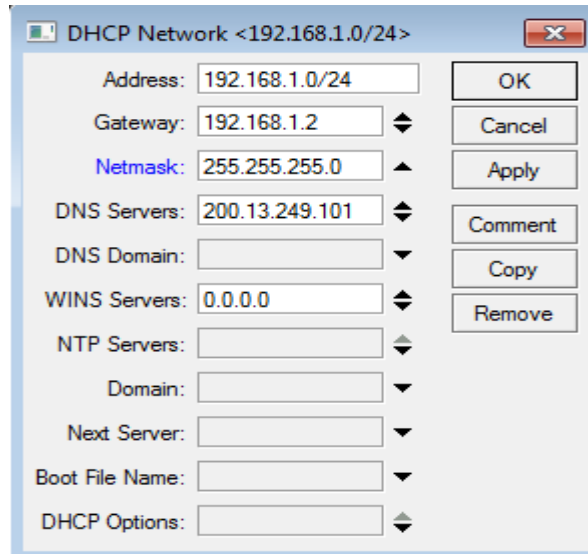 DHCP Network <192.168.1.0/24>
Address: 192.168.1.0/24
OK
Gateway: 192.168.1.2
Cancel
Netmask: 255.255.255.0
Apply
DNS Servers: 200.13.249.101
Comment
DNS Domain:
Copy
WINS Servers: 0.0.0.0
Remove
NTP Servers:
Domain:
Next Server:
Boot File Name:
DHCP Options: